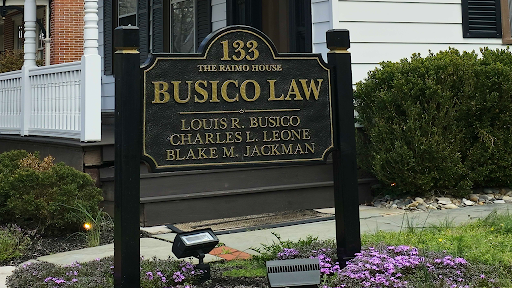 133
THE RAIMO HOUSE
BUSICO LAW
LOUIS R. BUSICO
CHARLES L. LEONE
BLAKE M. JACKMAN